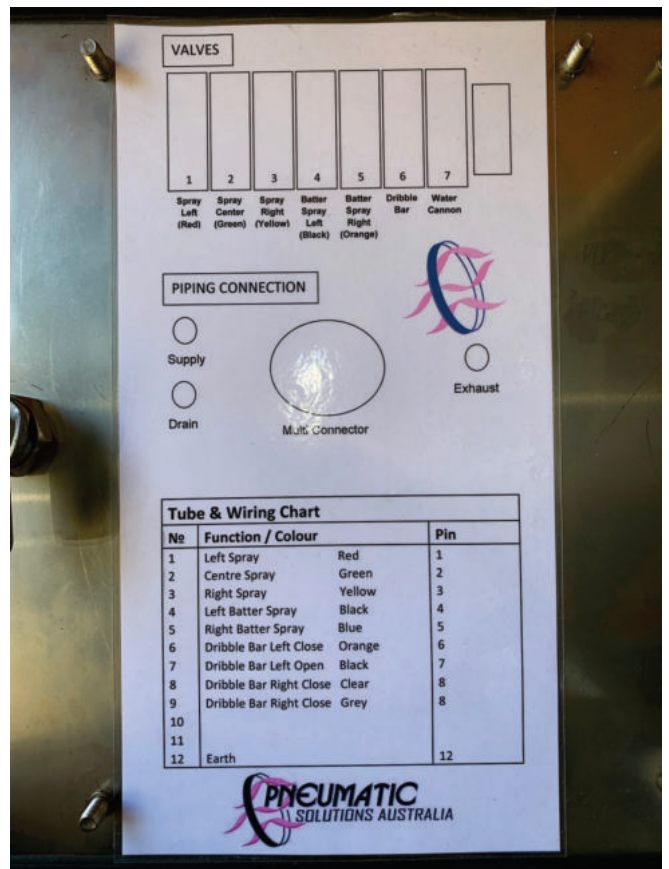 VALVES
1 2 3 4 5 6 7
Spray Spray Spray Batter Batter Dribble Water
Left Center Right Spray Spray Bar Cannon
(Red) (Green) (Yellow) Left Right
(Black) (Orange)
PIPING CONNECTION
Supply
Exhaust
Drain
Multi Connector
Tube & Wiring Chart
№ Function / Colour Pin
1 Left Spray Red 1
2 Centre Spray Green 2
3 Right Spray Yellow 3
4 Left Batter Spray Black 4
5 Right Batter Spray Blue 5
6 Dribble Bar Left Close Orange 6
7 Dribble Bar Left Open Black 7
8 Dribble Bar Right Close Clear 8
9 Dribble Bar Right Close Grey 8
10
11
12 Earth 12
PNEUMATIC
SOLUTIONS AUSTRALIA